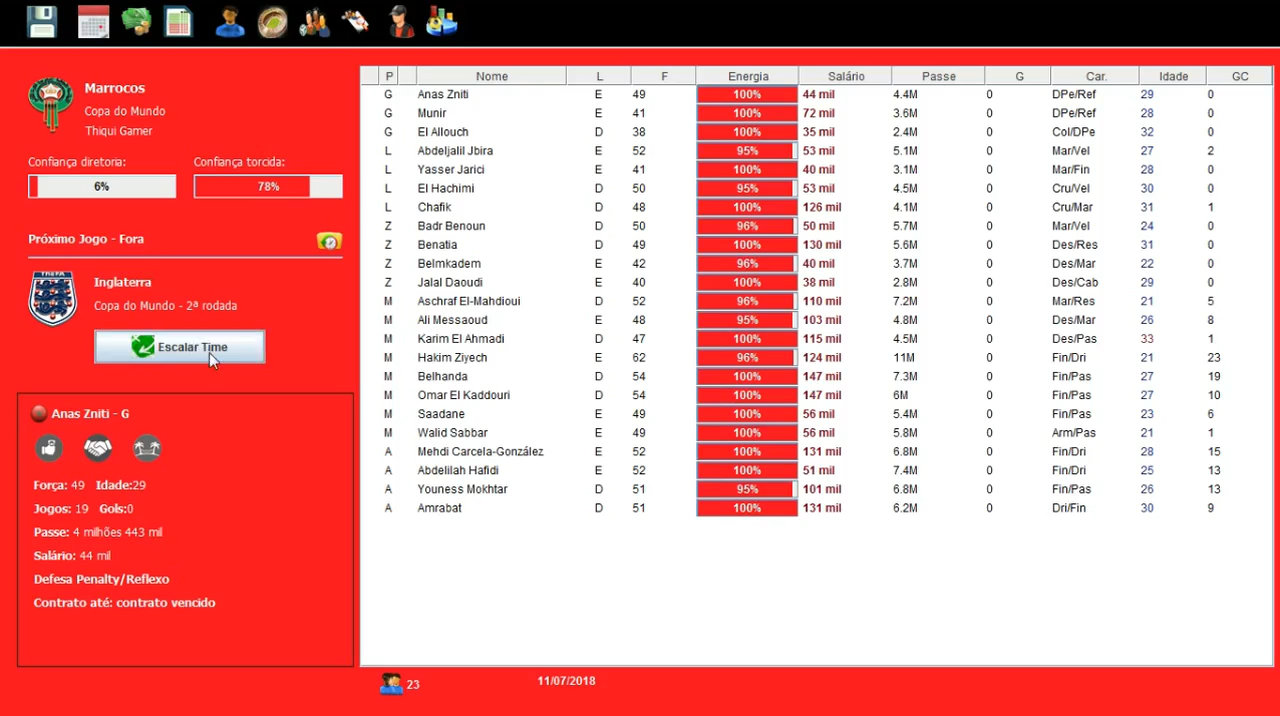 Marrocos
Copa do Mundo
Thiqui Gamer
Confiança diretoria: Confiança torcida:
6% 78%
Próximo Jogo - Fora
Inglaterra
Copa do Mundo - 2ª rodada
Escalar Time
Anas Zniti - G
Força: 49 Idade:29
Jogos: 19 Gols:0
Passe: 4 milhões 443 mil
Salário: 44 mil
Defesa Penalty/Reflexo
Contrato até: contrato vencido
P Nome L F Energia Salário Passe G Car. Idade GC
G Anas Zniti E 49 100% 44 mil 4.4M 0 DPe/Ref 29 0
G Munir E 41 100% 72 mil 3.6M 0 DPe/Ref 28 0
G El Allouch D 38 100% 35 mil 2.4M 0 Col/DPe 32 0
L Abdeljalil Jbira E 52 95% 53 mil 5.1M 0 Mar/Vel 27 2
L Yasser Jarici E 41 100% 40 mil 3.1M 0 Mar/Fin 28 0
L El Hachimi D 50 95% 53 mil 4.5M 0 Cru/Vel 30 0
L Chafik D 48 100% 126 mil 4.1M 0 Cru/Mar 31 1
Z Badr Benoun D 50 96% 50 mil 5.7M 0 Mar/Vel 24 0
Z Benatia D 49 100% 130 mil 5.6M 0 Des/Res 31 0
Z Belmkadem E 42 96% 40 mil 3.7M 0 Des/Mar 22 0
Z Jalal Daoudi E 40 100% 38 mil 2.8M 0 Des/Cab 29 0
M Aschraf El-Mahdioui D 52 96% 110 mil 7.2M 0 Mar/Res 21 5
M Ali Messaoud E 48 95% 103 mil 4.8M 0 Des/Mar 26 8
M Karim El Ahmadi D 47 100% 115 mil 4.5M 0 Des/Pas 33 1
M Hakim Ziyech E 62 96% 124 mil 11M 0 Fin/Dri 21 23
M Belhanda D 54 100% 147 mil 7.3M 0 Fin/Pas 27 19
M Omar El Kaddouri D 54 100% 147 mil 6M 0 Fin/Pas 27 10
M Saadane E 49 100% 56 mil 5.4M 0 Fin/Pas 23 6
M Walid Sabbar E 49 100% 56 mil 5.8M 0 Arm/Pas 21 1
A Mehdi Carcela-González E 52 100% 131 mil 6.8M 0 Fin/Dri 28 15
A Abdelilah Hafidi E 52 100% 51 mil 7.4M 0 Fin/Dri 25 13
A Youness Mokhtar D 51 95% 101 mil 6.8M 0 Fin/Pas 26 13
A Amrabat D 51 100% 131 mil 6.2M 0 Dri/Fin 30 9
23 11/07/2018